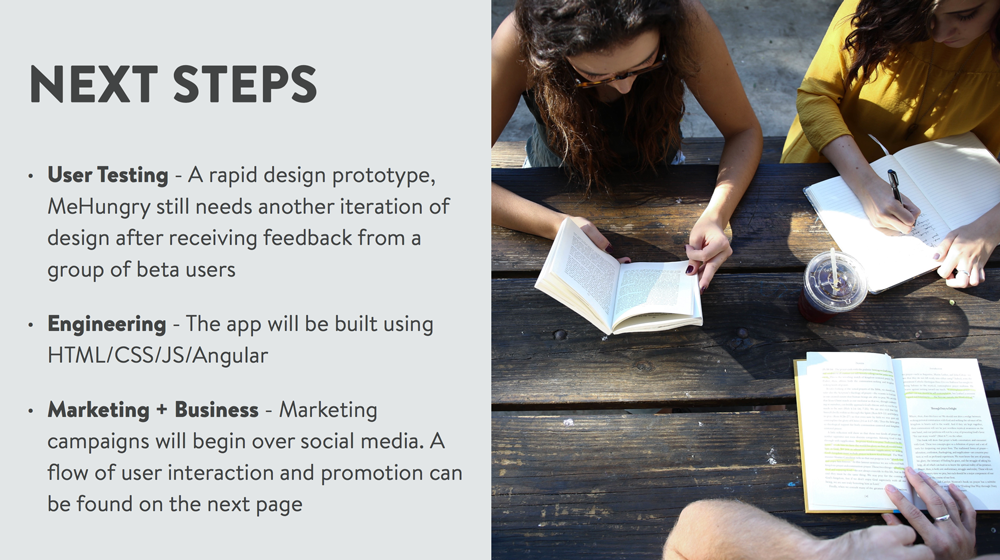 NEXT STEPS
• User Testing - A rapid design prototype,
MeHungry still needs another iteration of
design after receiving feedback from a
group of beta users
• Engineering - The app will be built using
HTML/CSS/JS/Angular
• Marketing + Business - Marketing
campaigns will begin over social media. A
flow of user interaction and promotion can
be found on the next page